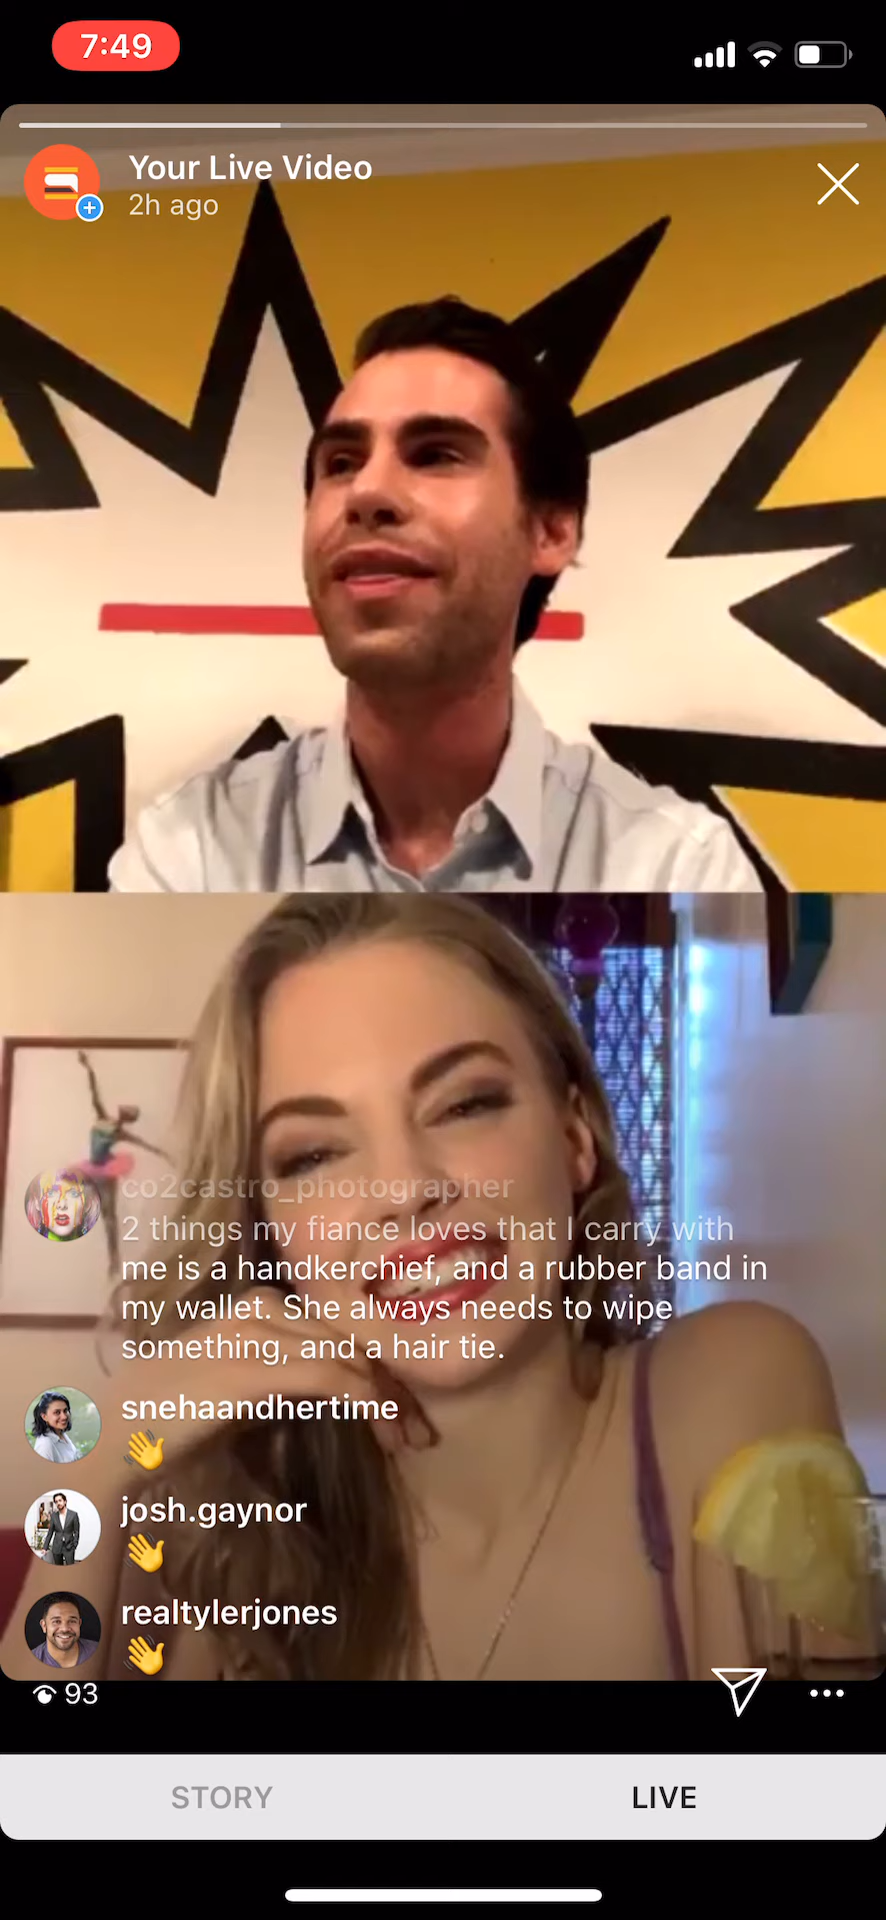 7:49
Your Live Video
2h ago
co2castro_photographer
2 things my fiance loves that I carry with
me is a handkerchief, and a rubber band in
my wallet. She always needs to wipe
something, and a hair tie.
snehaandhertime
👋
josh.gaynor
👋
realtylerjones
👋
93
STORY
LIVE